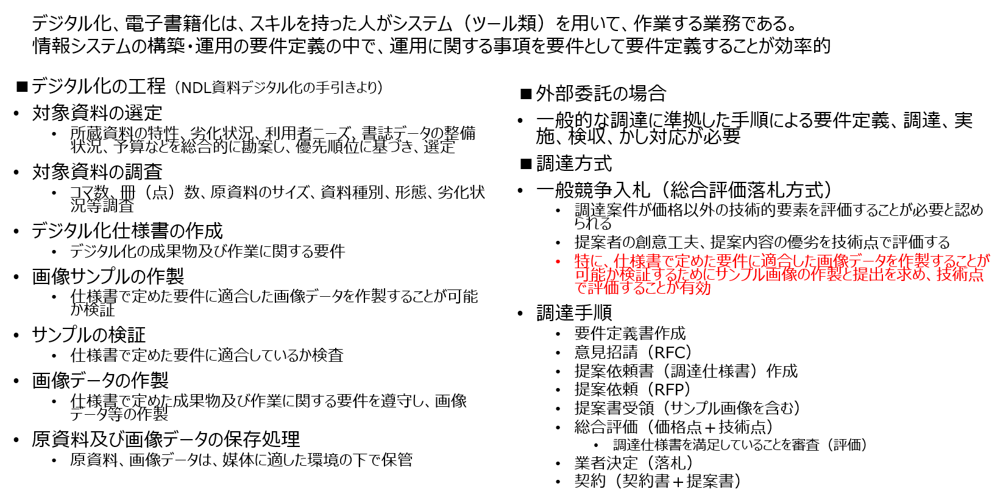 デジタル化、電子書籍化は、スキルを持った人がシステム（ツール類）を用いて、作業する業務である。
情報システムの構築・運用の要件定義の中で、運用に関する事項を要件として要件定義することが効率的
■デジタル化の工程（NDL資料デジタル化の手引きより）
• 対象資料の選定
• 所蔵資料の特性、劣化状況、利用者ニーズ、書誌データの整備
状況、予算などを総合的に勘案し、優先順位に基づき、選定
• 対象資料の調査
• コマ数、冊（点）数、原資料のサイズ、資料種別、形態、劣化状
況等調査
• デジタル化仕様書の作成
• デジタル化の成果物及び作業に関する要件
• 画像サンプルの作製
• 仕様書で定めた要件に適合した画像データを作製することが可能
か検証
• サンプルの検証
• 仕様書で定めた要件に適合しているか検査
• 画像データの作製
• 仕様書で定めた成果物及び作業に関する要件を遵守し、画像
データ等の作製
• 原資料及び画像データの保存処理
• 原資料、画像データは、媒体に適した環境の下で保管
■外部委託の場合
• 一般的な調達に準拠した手順による要件定義、調達、実
施、検収、かし対応が必要
■調達方式
• 一般競争入札（総合評価落札方式）
• 調達案件が価格以外の技術的要素を評価することが必要と認め
られる
• 提案者の創意工夫、提案内容の優劣を技術点で評価する
• 特に、仕様書で定めた要件に適合した画像データを作製することが
可能か検証するためにサンプル画像の作製と提出を求め、技術点
で評価することが有効
• 調達手順
• 要件定義書作成
• 意見招請（RFC）
• 提案依頼書（調達仕様書）作成
• 提案依頼（RFP）
• 提案書受領（サンプル画像を含む）
• 総合評価（価格点＋技術点）
• 調達仕様書を満足していることを審査（評価）
• 業者決定（落札）
• 契約（契約書＋提案書）